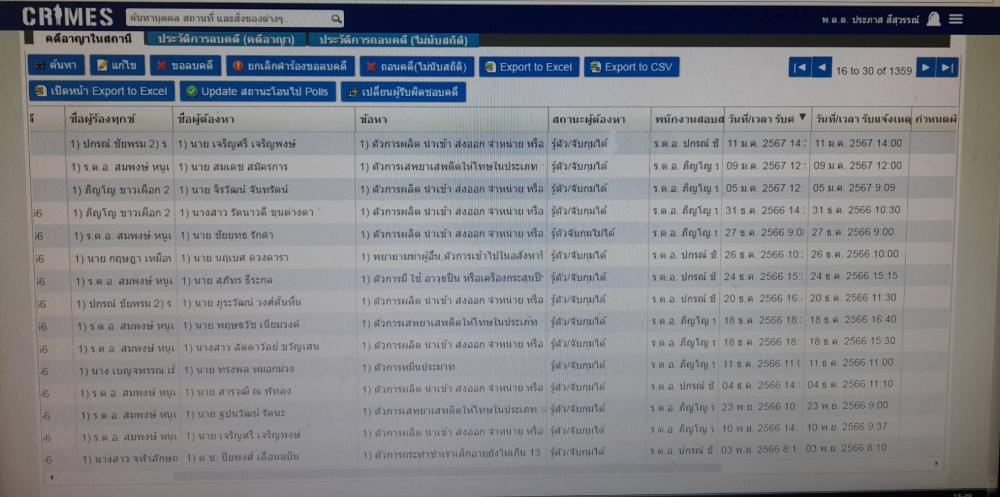 CRIMES ค้นหาบุคคล สถานที่ และสิ่งของต่างๆ... พ.ต.ต. ประภาส สีสุวรรณ์
คดีอาญาในสถานี ประวัติการลบคดี (คดีอาญา) ประวัติการถอนคดี (ไม่นับสถิติ)
ค้นหา แก้ไข ขอลบคดี ยกเลิกคำร้องขอลบคดี ถอนคดี(ไม่นับสถิติ) Export to Excel Export to CSV 16 to 30 of 1359
เปิดหน้า Export to Excel Update สถานะโอนไป Polis เปลี่ยนผู้รับผิดชอบคดี
ชื่อผู้ร้องทุกข์ ชื่อผู้ต้องหา ข้อหา สถานะผู้ต้องหา พนักงานสอบส วันที่/เวลา รับค วันที่/เวลา รับแจ้งเหตุ กำหนดผั
1) ปกรณ์ ชัยพรม 2) ร. 1) นาย เจริญศรี เจริญพงษ์ 1) ตัวการผลิต นำเข้า ส่งออก จำหน่าย หรือ รู้ตัว/จับกุมได้ ร.ต.อ. ปกรณ์ ชั 11 ม.ค. 2567 14: 11 ม.ค. 2567 14:00
1) ร.ต.อ. สมพงษ์ หนูเ 1) นาย สมเดช สมัครการ 1) ตัวการเสพยาเสพติดให้โทษในประเภท รู้ตัว/จับกุมได้ ร.ต.อ. ภิญโญ ร 09 ม.ค. 2567 12: 09 ม.ค. 2567 12:00
1) ภิญโญ ขาวเผือก 2 1) นาย จิรวัฒน์ จันทรัตน์ 1) ตัวการผลิต นำเข้า ส่งออก จำหน่าย หรือ รู้ตัว/จับกุมได้ ร.ต.อ. ภิญโญ ร 05 ม.ค. 2567 12: 05 ม.ค. 2567 9:09
66 1) ภิญโญ ขาวเผือก 2 1) นางสาว รัตนาวดี ขุนต่างตา 1) ตัวการผลิต นำเข้า ส่งออก จำหน่าย หรือ รู้ตัว/จับกุมได้ ร.ต.อ. ภิญโญ ร 31 ธ.ค. 2566 14: 31 ธ.ค. 2566 10:30
66 1) ร.ต.อ. สมพงษ์ หนูเ 1) นาย ชัยยุทธ รักดำ 1) ตัวการผลิต นำเข้า ส่งออก จำหน่าย หรือ รู้ตัวจับกุมไม่ได้ ร.ต.อ. ภิญโญ ร 27 ธ.ค. 2566 9:0 27 ธ.ค. 2566 9:00
66 1) นาย กฤษฎา เหมือน 1) นาย นฤเบศ ดวงดารา 1) พยายามฆ่าผู้อื่น,ตัวการเข้าไปในอสังหาริ รู้ตัว/จับกุมได้ ร.ต.อ. ปกรณ์ ชั 26 ธ.ค. 2566 10: 26 ธ.ค. 2566 10:00
66 1) ร.ต.อ. สมพงษ์ หนูเ 1) นาย สุภัทร ธีระกุล 1) ตัวการมี ใช้ อาวุธปืน หรือเครื่องกระสุนปื รู้ตัว/จับกุมได้ ร.ต.อ. ปกรณ์ ชั 24 ธ.ค. 2566 15: 24 ธ.ค. 2566 15:15
66 1) ปกรณ์ ชัยพรม 2) ร. 1) นาย ภูระวัฒน์ วงศ์ตั้นหิ้น 1) ตัวการผลิต นำเข้า ส่งออก จำหน่าย หรือ รู้ตัว/จับกุมได้ ร.ต.อ. ปกรณ์ ชั 20 ธ.ค. 2566 16: 20 ธ.ค. 2566 11:30
66 1) ร.ต.อ. สมพงษ์ หนูเ 1) นาย พฤษธวัช เนียมวงค์ 1) ตัวการเสพยาเสพติดให้โทษในประเภท รู้ตัว/จับกุมได้ ร.ต.อ. ภิญโญ ร 18 ธ.ค. 2566 18: 18 ธ.ค. 2566 16:40
66 1) ร.ต.อ. สมพงษ์ หนูเ 1) นางสาว ลัดดาวัลย์ ขวัญเสน 1) ตัวการผลิต นำเข้า ส่งออก จำหน่าย หรือ รู้ตัว/จับกุมได้ ร.ต.อ. ภิญโญ ร 18 ธ.ค. 2566 18: 18 ธ.ค. 2566 15:30
66 1) นาง เบญจพรรณ เร์ 1) นาย ทรงพล หมอกม่วง 1) ตัวการหมิ่นประมาท รู้ตัว/จับกุมได้ ร.ต.อ. ภิญโญ ร 11 ธ.ค. 2566 11:0 11 ธ.ค. 2566 11:00
66 1) ร.ต.อ. สมพงษ์ หนูเ 1) นาย สารวุฒิ ณ พัทลุง 1) ตัวการผลิต นำเข้า ส่งออก จำหน่าย หรือ รู้ตัว/จับกุมได้ ร.ต.อ. ปกรณ์ ชั 04 ธ.ค. 2566 14: 04 ธ.ค. 2566 11:10
66 1) ร.ต.อ. สมพงษ์ หนูเ 1) นาย ฐปนวัฒน์ รัตนะ 1) ตัวการเสพยาเสพติดให้โทษในประเภท รู้ตัว/จับกุมได้ ร.ต.อ. ภิญโญ ร 23 พ.ย. 2566 10: 23 พ.ย. 2566 9:00
66 1) ร.ต.อ. สมพงษ์ หนูเ 1) นาย เจริญศรี เจริญพงษ์ 1) ตัวการผลิต นำเข้า ส่งออก จำหน่าย หรือ รู้ตัว/จับกุมได้ ร.ต.อ. ภิญโญ ร 10 พ.ย. 2566 14: 10 พ.ย. 2566 9:37
66 1) นางสาว จุฬาลักษณ 1) ด.ช. ปิยพงศ์ เลื่อนแป้น 1) ตัวการกระทำชำเราเด็กอายุยังไม่เกิน 13 รู้ตัว/จับกุมได้ ร.ต.อ. ปกรณ์ ชั 03 พ.ย. 2566 8:1 03 พ.ย. 2566 8:10